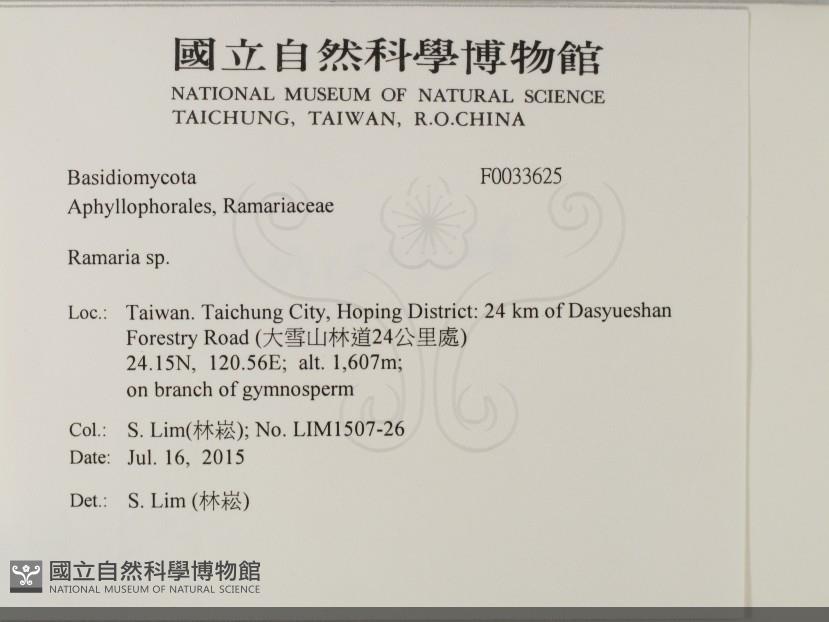 國立自然科學博物館
NATIONAL MUSEUM OF NATURAL SCIENCE
TAICHUNG, TAIWAN, R.O.CHINA
Basidiomycota F0033625
Aphyllophorales, Ramariaceae
Ramaria sp.
Loc.: Taiwan. Taichung City, Hoping District: 24 km of Dasyueshan
Forestry Road (大雪山林道24公里處)
24.15N, 120.56E; alt. 1,607m;
on branch of gymnosperm
Col.: S. Lim(林崧); No. LIM1507-26
Date: Jul. 16, 2015
Det.: S. Lim (林崧)
國立自然科學博物館
NATIONAL MUSEUM OF NATURAL SCIENCE